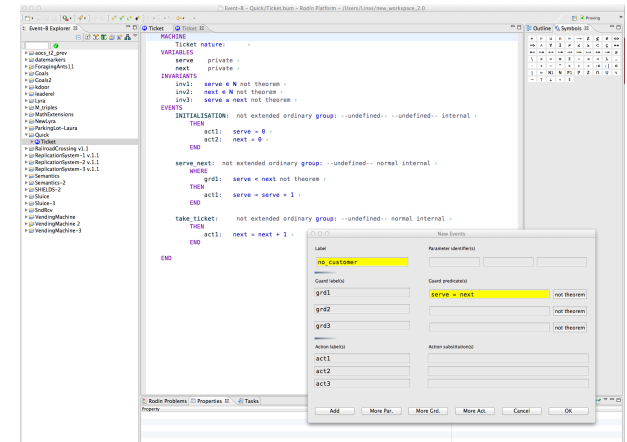 Event-B - Quick/Ticket.bum - Rodin Platform - /Users/Linas/new_workspace_2.0
Proving
Event-B Explorer
aocs_t2_prev
datemarkers
ForagingAnts11
Goals
Goals2
kdoor
leaderel
Lyra
M_triples
MathExtensions
NewLyra
ParkingLot-Laura
Quick
Ticket
RailroadCrossing v1.1
ReplicationSystem-1 v.1.1
ReplicationSystem-2 v.1.1
ReplicationSystem-3 v.1.1
Semantics
Semantics-2
SHIELDS-2
Sluice
Sluice-3
SndRcv
VendingMachine
VendingMachine 2
VendingMachine-3
Ticket Ticket
MACHINE
Ticket nature:
VARIABLES
serve private
next private
INVARIANTS
inv1: serve ∈ N not theorem
inv2: next ∈ N not theorem
inv3: serve ≤ next not theorem
EVENTS
INITIALISATION: not extended ordinary group: --undefined-- --undefined-- internal
THEN
act1: serve ≔ 0
act2: next ≔ 0
END
serve_next: not extended ordinary group: --undefined-- normal internal
WHERE
grd1: serve < next not theorem
THEN
act1: serve ≔ serve + 1
END
take_ticket: not extended ordinary group: --undefined-- normal internal
THEN
act1: next ≔ next + 1
END
END
Outline Symbols
New Events
Label Parameter identifier(s)
no_customer
Guard label(s) Guard predicate(s)
grd1 serve = next not theorem
grd2 not theorem
grd3 not theorem
Action label(s) Action substitution(s)
act1
act2
act3
Add More Par. More Grd. More Act. Cancel OK
Rodin Problems Properties Tasks
Property